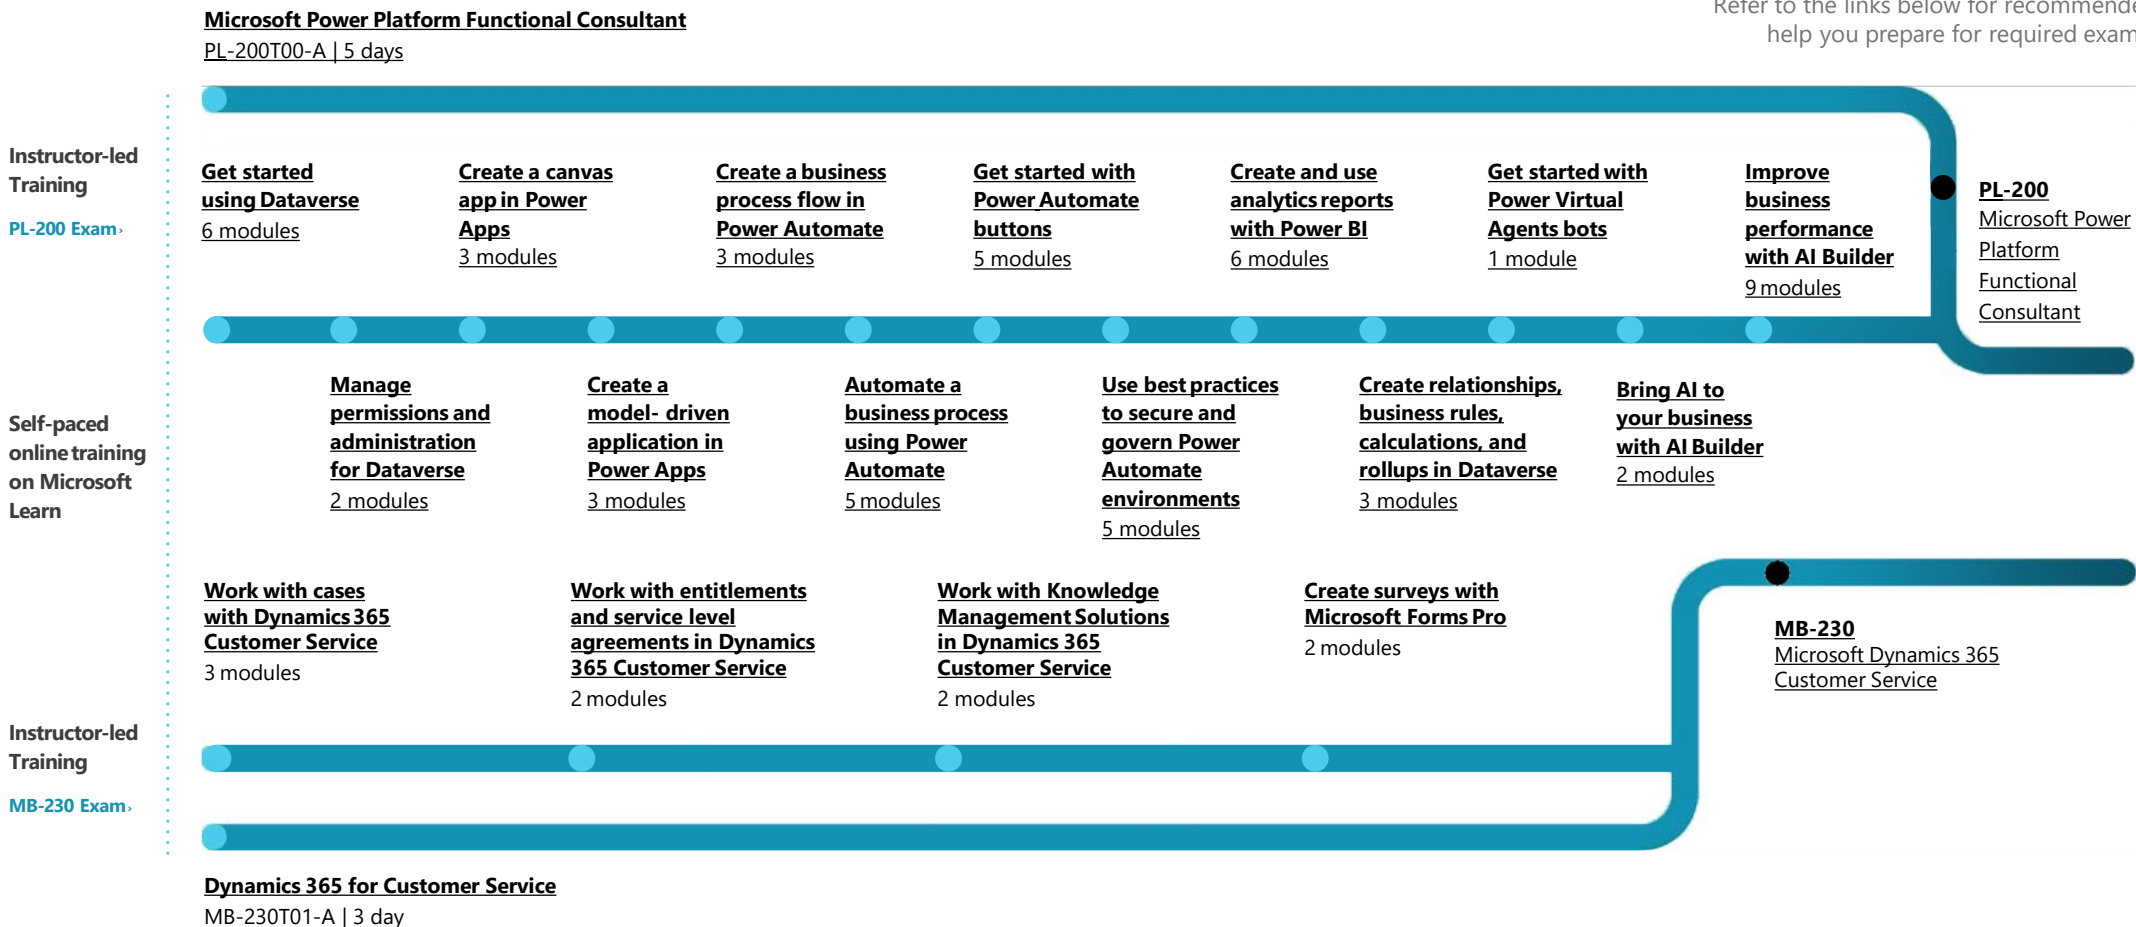 Microsoft Power Platform Functional Consultant
PL-200T00-A | 5 days
Refer to the links below for recommende
help you prepare for required exam
Instructor-led
Training
PL-200 Exam›
Get started
using Dataverse
6 modules
Create a canvas
app in Power
Apps
3 modules
Create a business
process flow in
Power Automate
3 modules
Get started with
Power Automate
buttons
5 modules
Create and use
analytics reports
with Power BI
6 modules
Get started with
Power Virtual
Agents bots
1 module
Improve
business
performance
with AI Builder
9 modules
PL-200
Microsoft Power
Platform
Functional
Consultant
Self-paced
online training
on Microsoft
Learn
Manage
permissions and
administration
for Dataverse
2 modules
Create a
model- driven
application in
Power Apps
3 modules
Automate a
business process
using Power
Automate
5 modules
Use best practices
to secure and
govern Power
Automate
environments
5 modules
Create relationships,
business rules,
calculations, and
rollups in Dataverse
3 modules
Bring AI to
your business
with AI Builder
2 modules
Work with cases
with Dynamics 365
Customer Service
3 modules
Work with entitlements
and service level
agreements in Dynamics
365 Customer Service
2 modules
Work with Knowledge
Management Solutions
in Dynamics 365
Customer Service
2 modules
Create surveys with
Microsoft Forms Pro
2 modules
MB-230
Microsoft Dynamics 365
Customer Service
Instructor-led
Training
MB-230 Exam›
Dynamics 365 for Customer Service
MB-230T01-A | 3 day